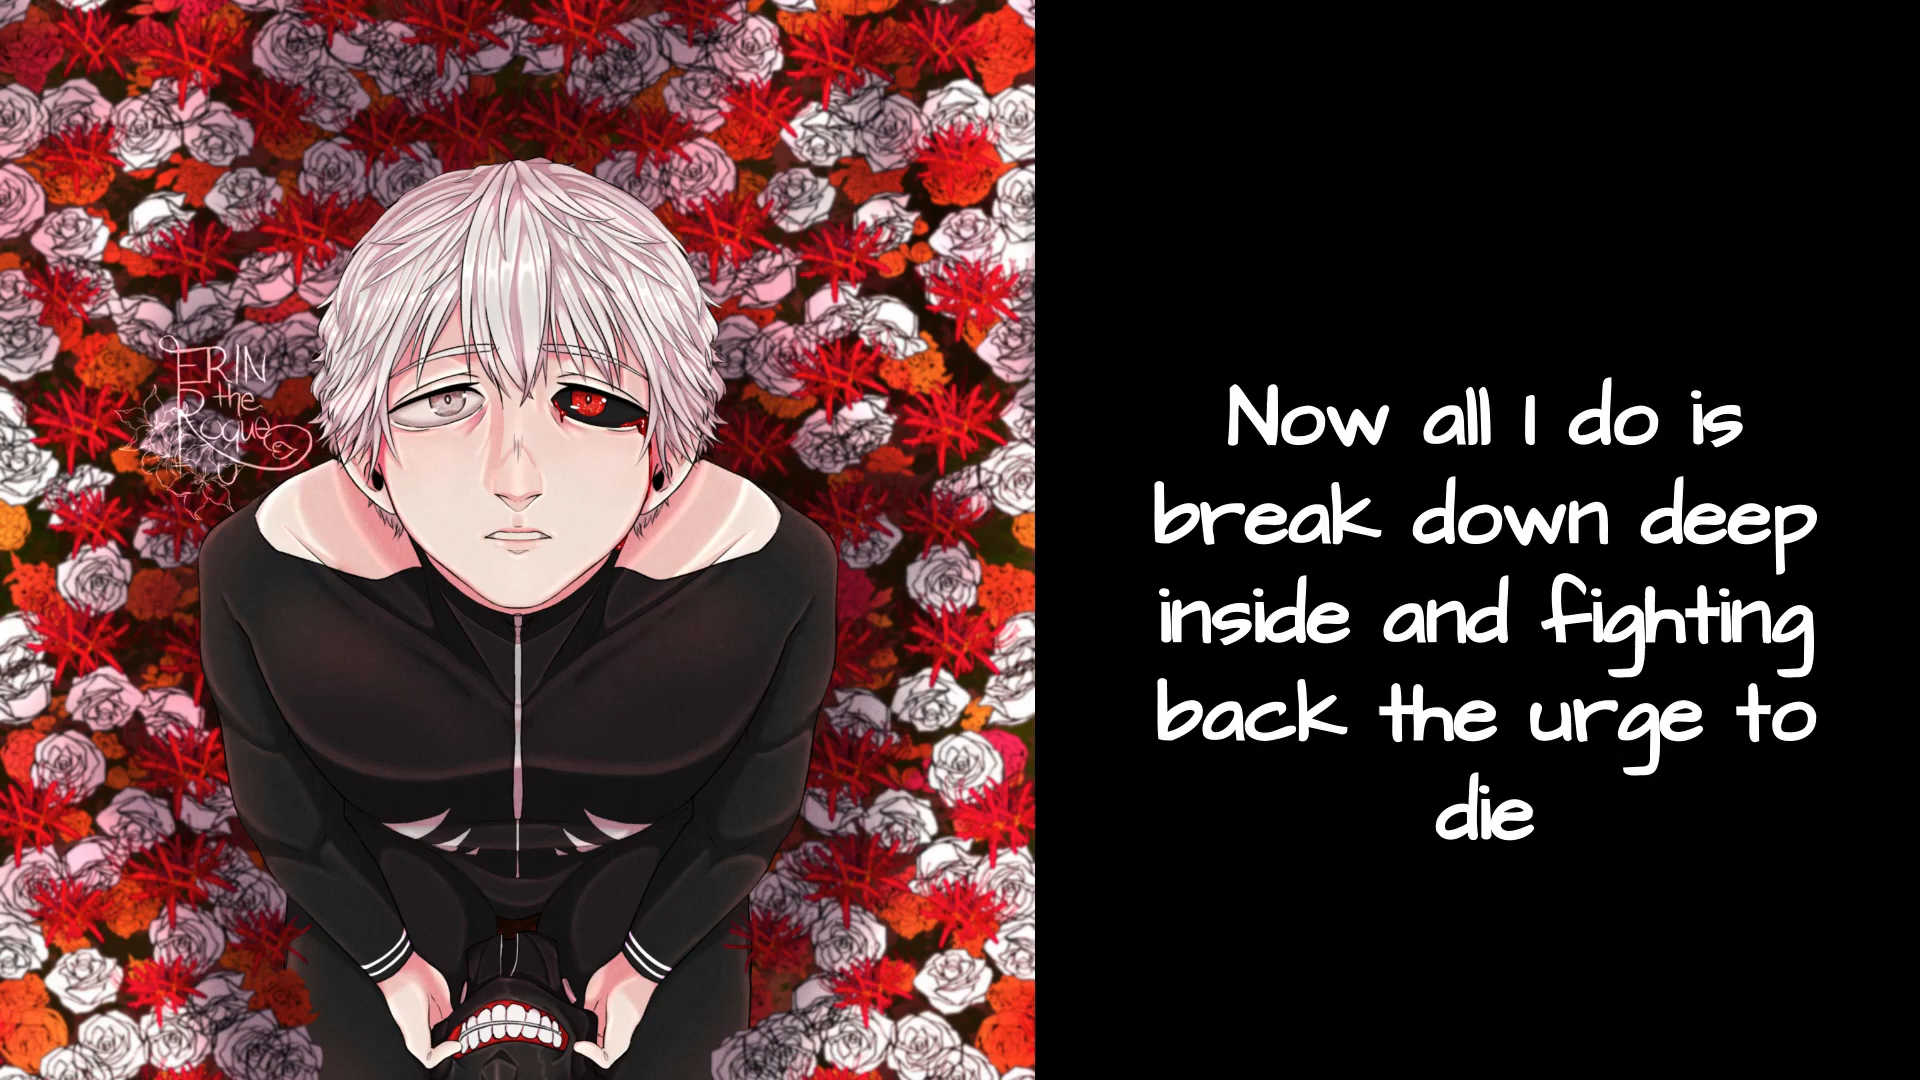 ERIN
the
Rogue
Now all I do is
break down deep
inside and fighting
back the urge to
die